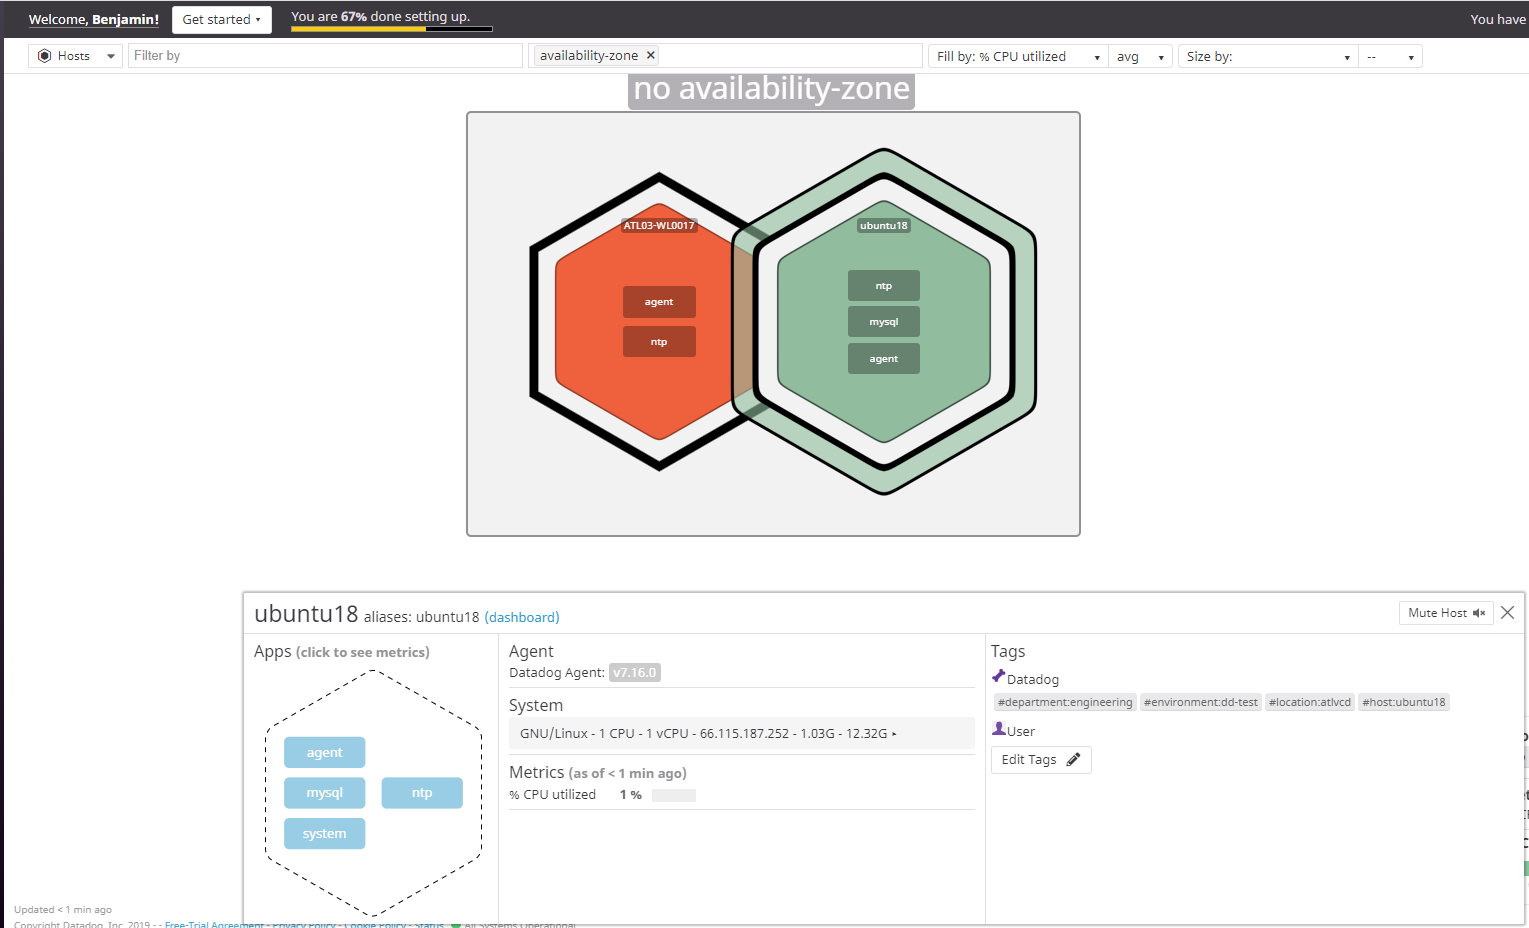 Welcome, Benjamin!
Get started
You are 67% done setting up.
You have
Hosts
Filter by
availability-zone ✕
Fill by: % CPU utilized
avg
Size by:
--
no availability-zone
ATL03-WL0017
agent
ntp
ubuntu18
ntp
mysql
agent
ubuntu18 aliases: ubuntu18 (dashboard)
Mute Host
Apps (click to see metrics)
agent
mysql
ntp
system
Agent
Datadog Agent: v7.16.0
System
GNU/Linux - 1 CPU - 1 vCPU - 66.115.187.252 - 1.03G - 12.32G
Metrics (as of < 1 min ago)
% CPU utilized 1 %
Tags
Datadog
#department:engineering #environment:dd-test #location:atlvcd #host:ubuntu18
User
Edit Tags
Updated < 1 min ago
Copyright Datadog, Inc. 2019 - - Free-Trial Agreement - Privacy Policy - Cookie Policy - Status All Systems Operational